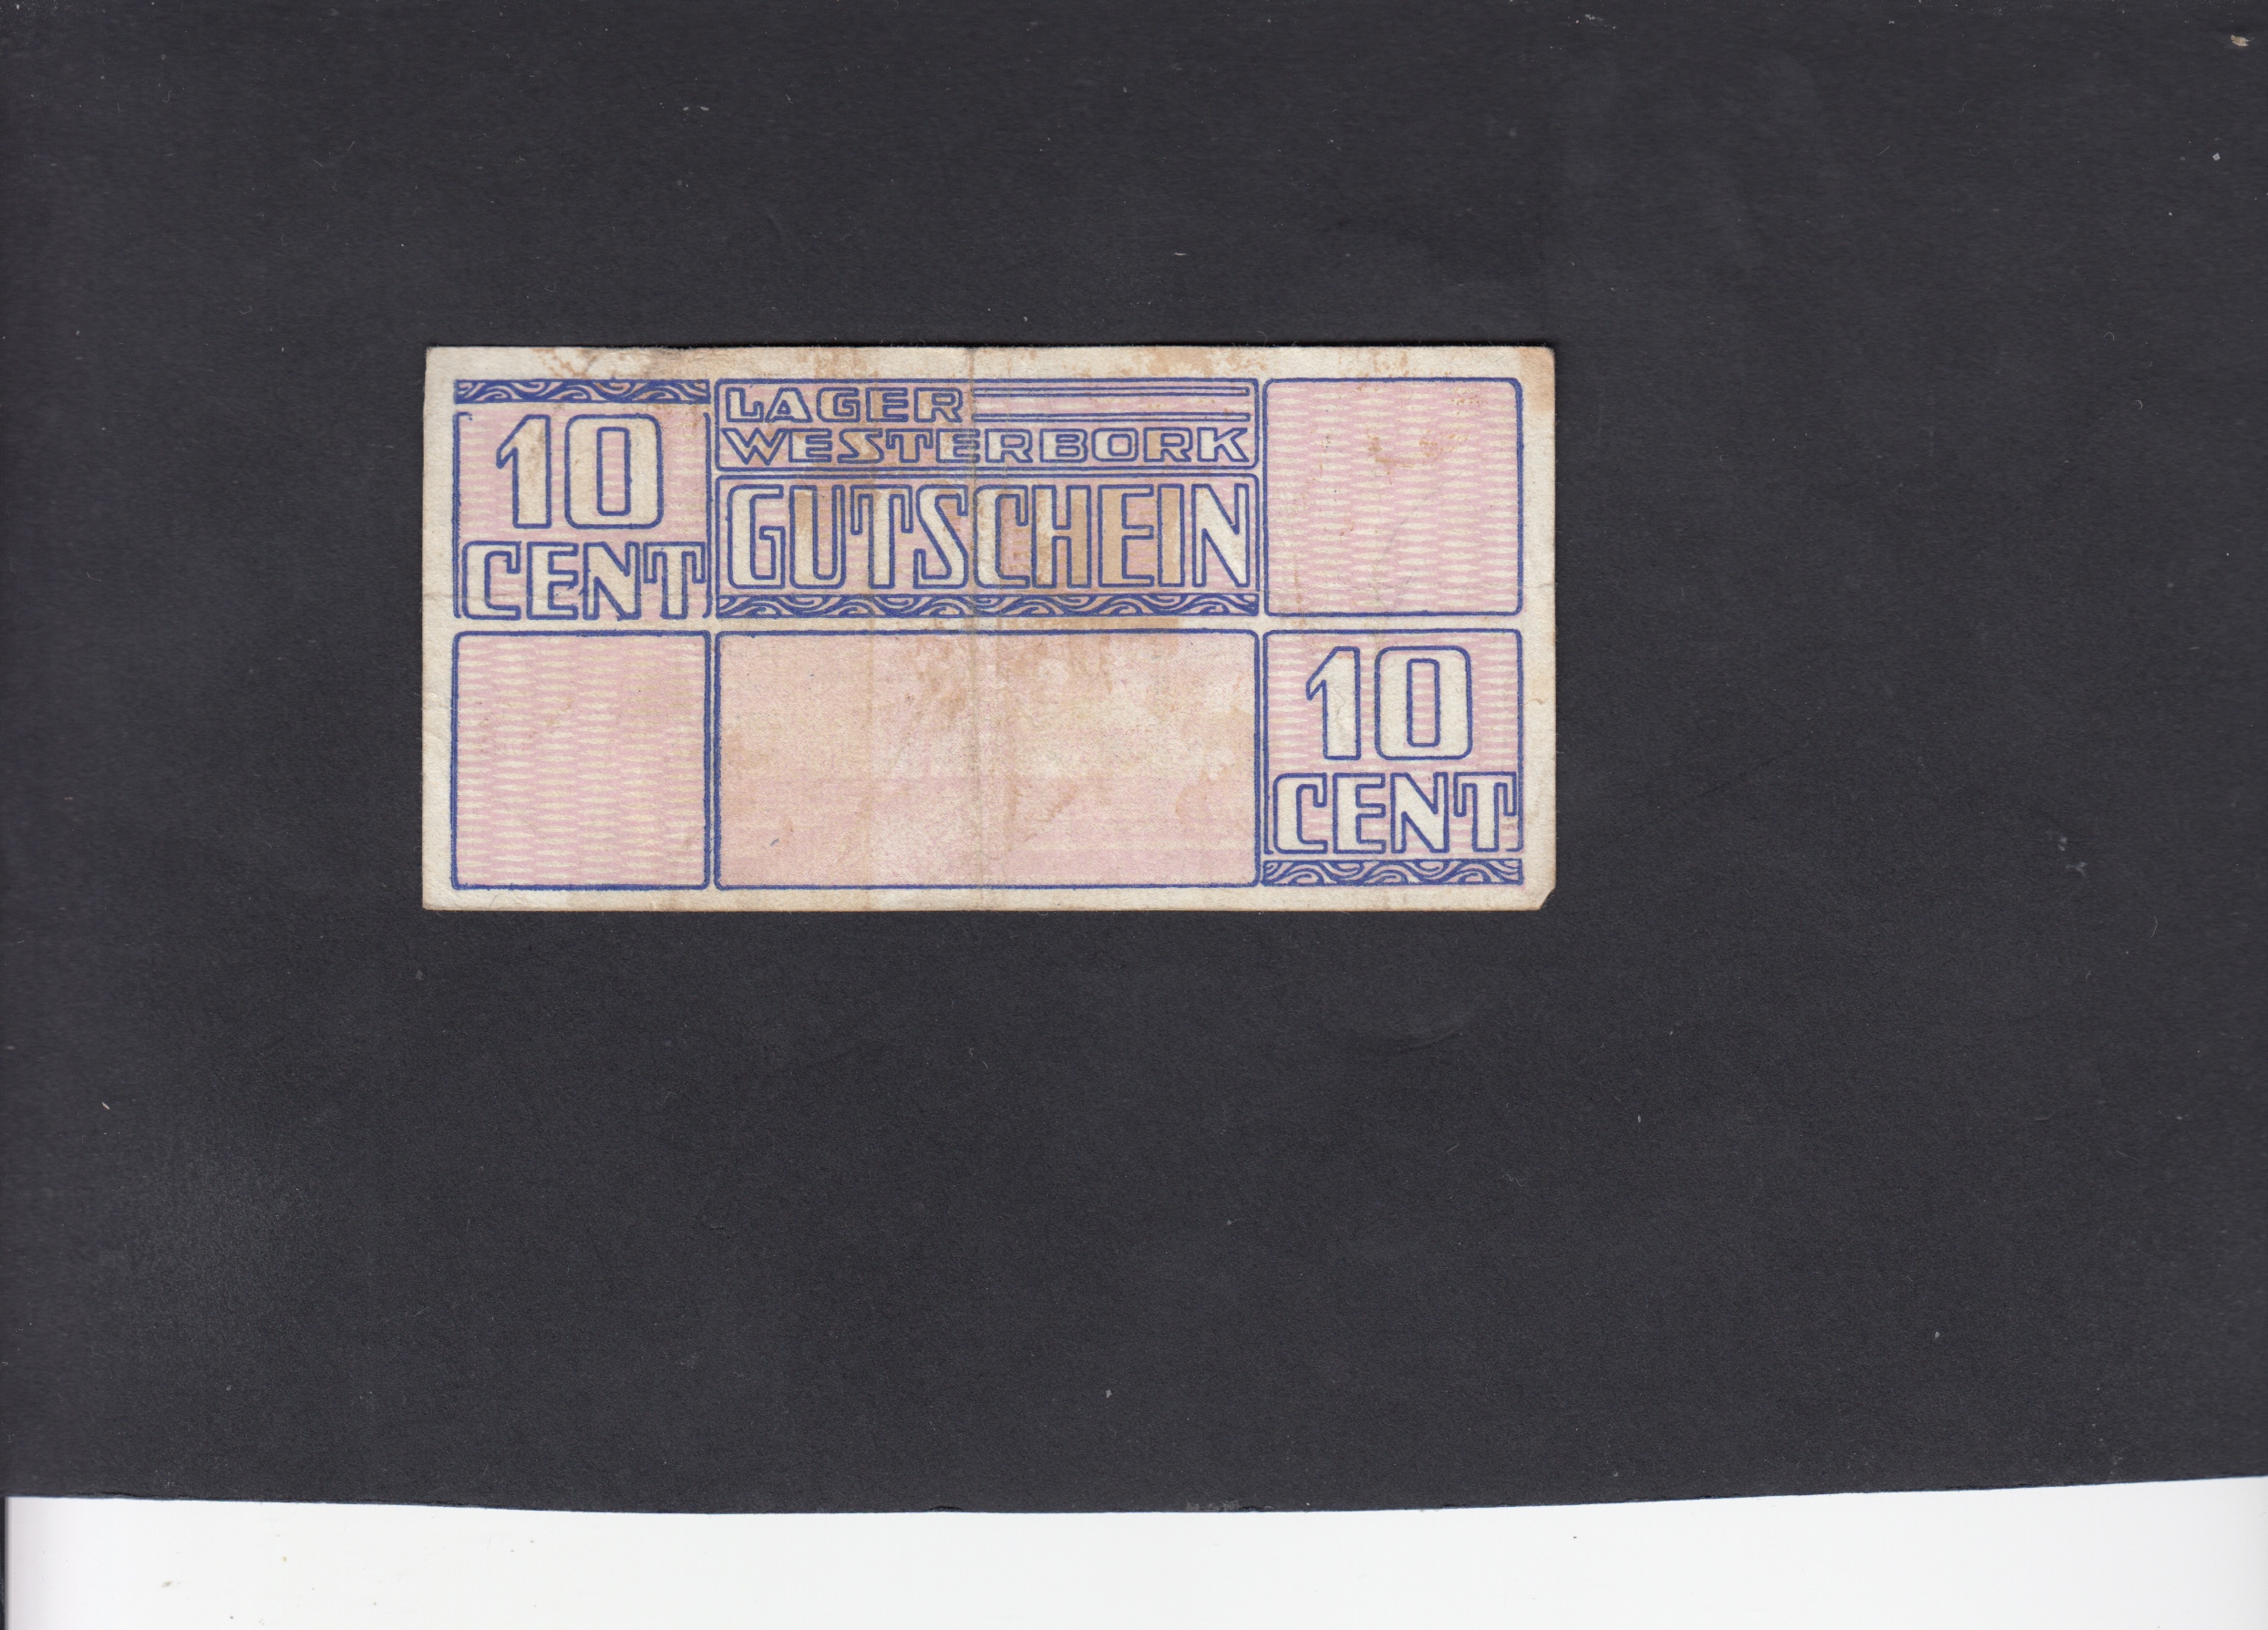 10
CENT
LAGER
WESTERBORK
GUTSCHEIN
10
CENT